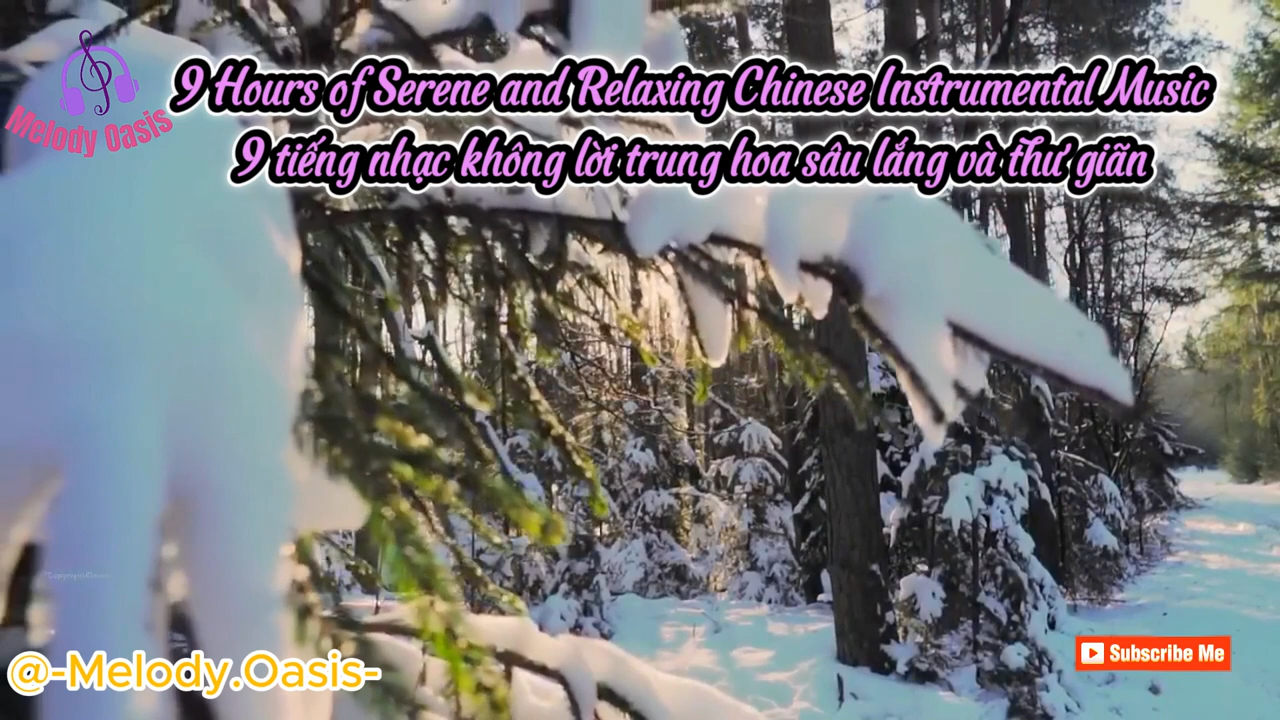 Melody Oasis
9 Hours of Serene and Relaxing Chinese Instrumental Music
9 tiếng nhạc không lời trung hoa sâu lắng và thư giãn
@-Melody.Oasis-
Subscribe Me